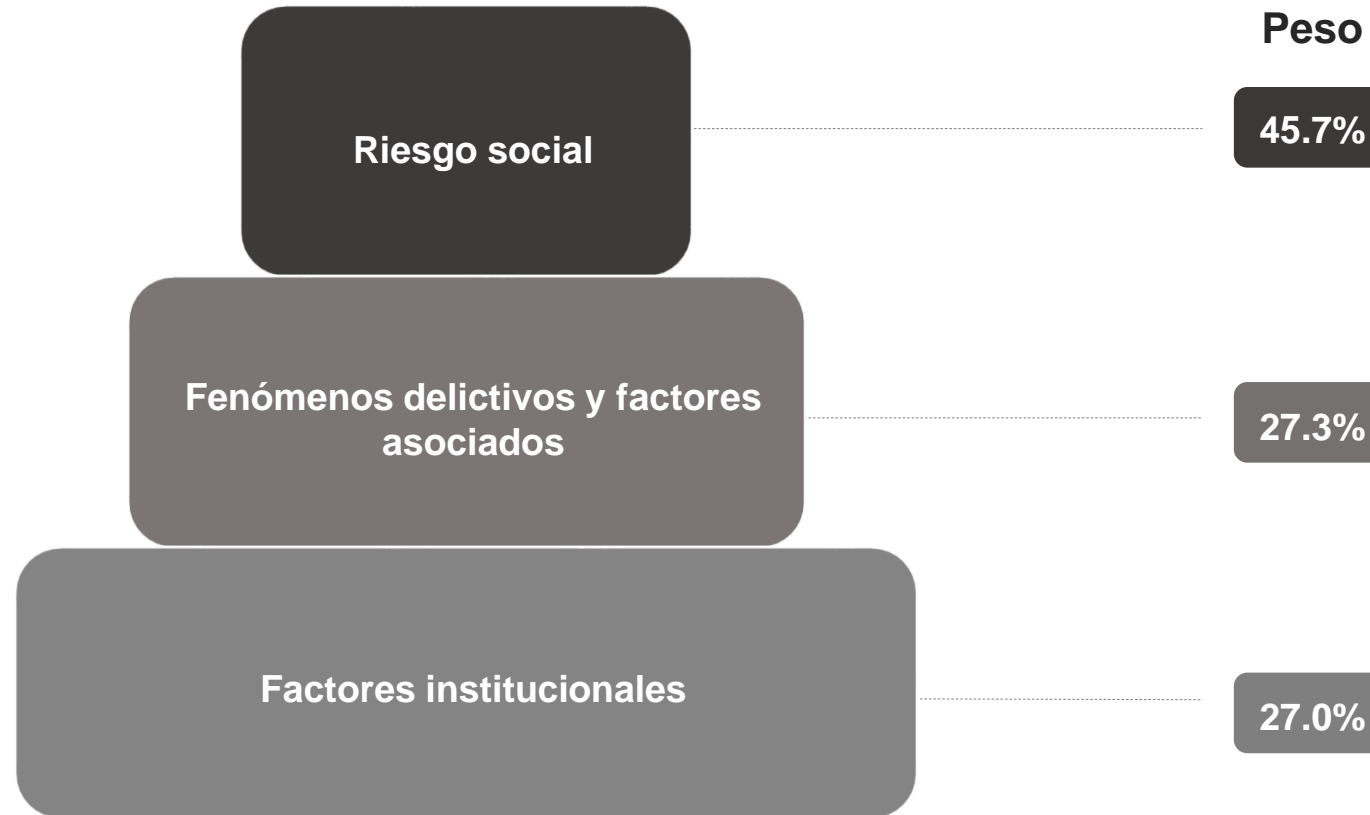 Peso
Riesgo social
45.7%
Fenómenos delictivos y factores
asociados
27.3%
Factores institucionales
27.0%